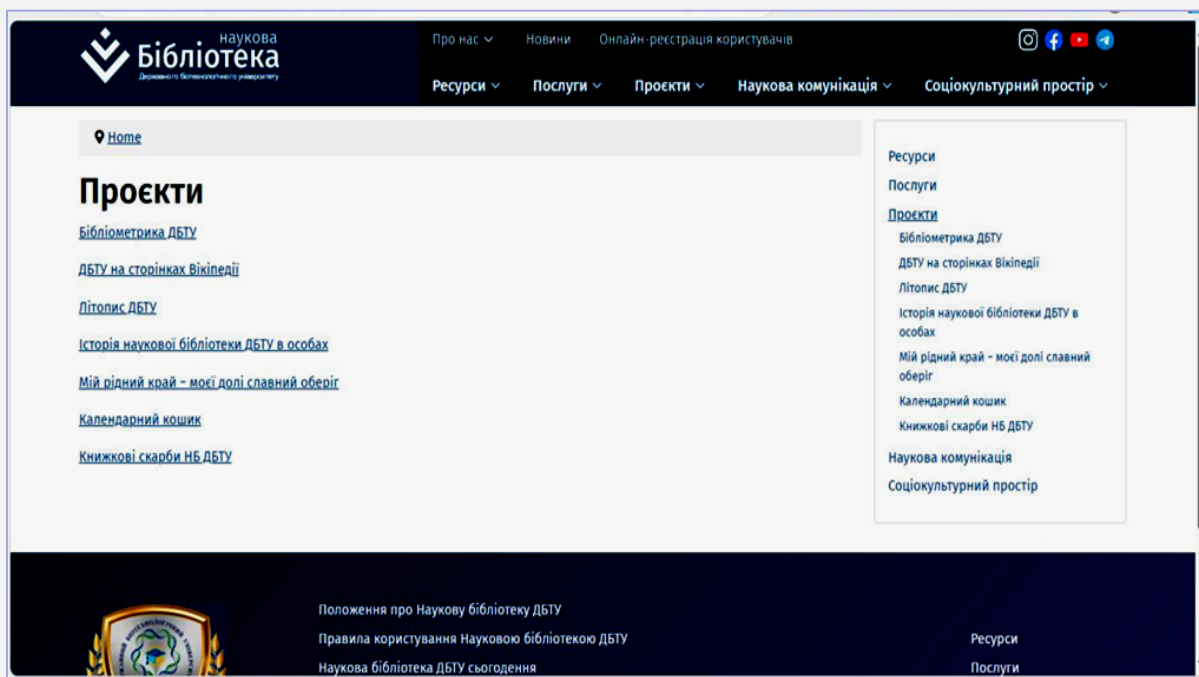 наукова
Бібліотека
Державного біотехнологічного університету
Про нас
Новини
Онлайн-реєстрація користувачів
Ресурси
Послуги
Проєкти
Наукова комунікація
Соціокультурний простір
Home
Проєкти
Бібліометрика ДБТУ
ДБТУ на сторінках Вікіпедії
Літопис ДБТУ
Історія наукової бібліотеки ДБТУ в особах
Мій рідний край – моєї долі славний оберіг
Календарний кошик
Книжкові скарби НБ ДБТУ
Ресурси
Послуги
Проєкти
Бібліометрика ДБТУ
ДБТУ на сторінках Вікіпедії
Літопис ДБТУ
Історія наукової бібліотеки ДБТУ в
особах
Мій рідний край – моєї долі славний
оберіг
Календарний кошик
Книжкові скарби НБ ДБТУ
Наукова комунікація
Соціокультурний простір
Положення про Наукову бібліотеку ДБТУ
Правила користування Науковою бібліотекою ДБТУ
Наукова бібліотека ДБТУ сьогодення
Ресурси
Послуги